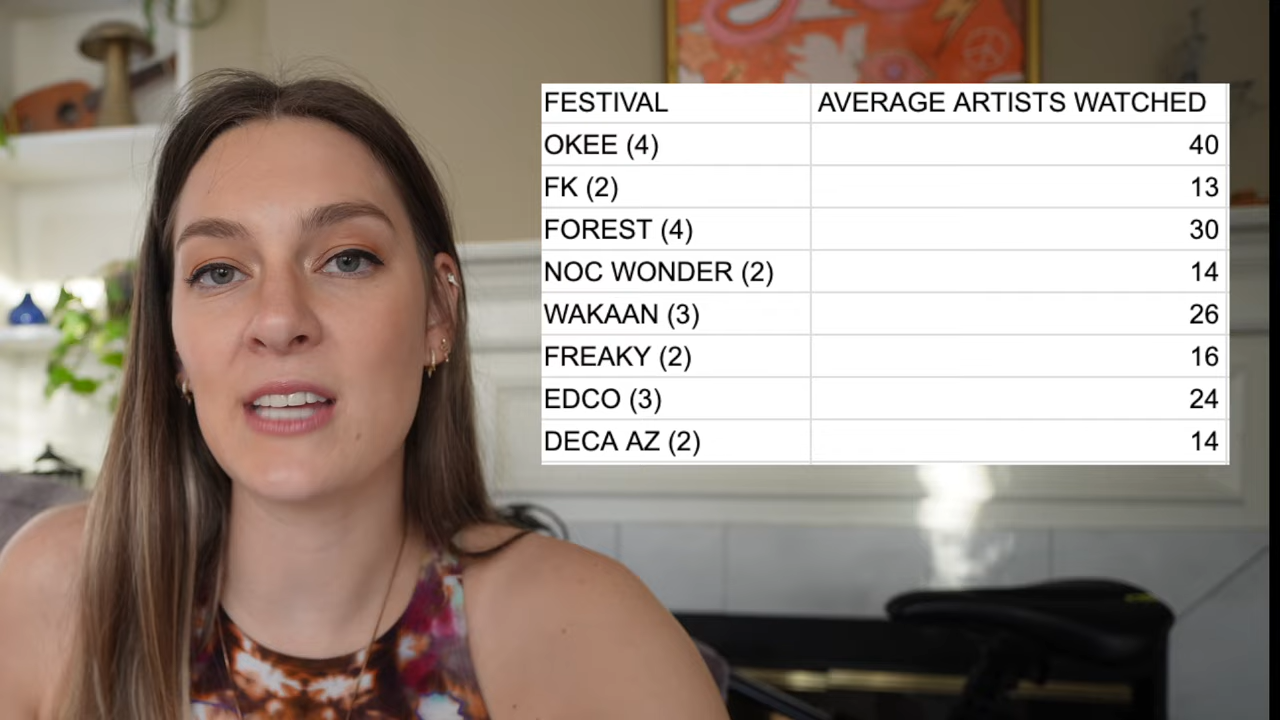 FESTIVAL AVERAGE ARTISTS WATCHED
OKEE (4) 40
FK (2) 13
FOREST (4) 30
NOC WONDER (2) 14
WAKAAN (3) 26
FREAKY (2) 16
EDCO (3) 24
DECA AZ (2) 14